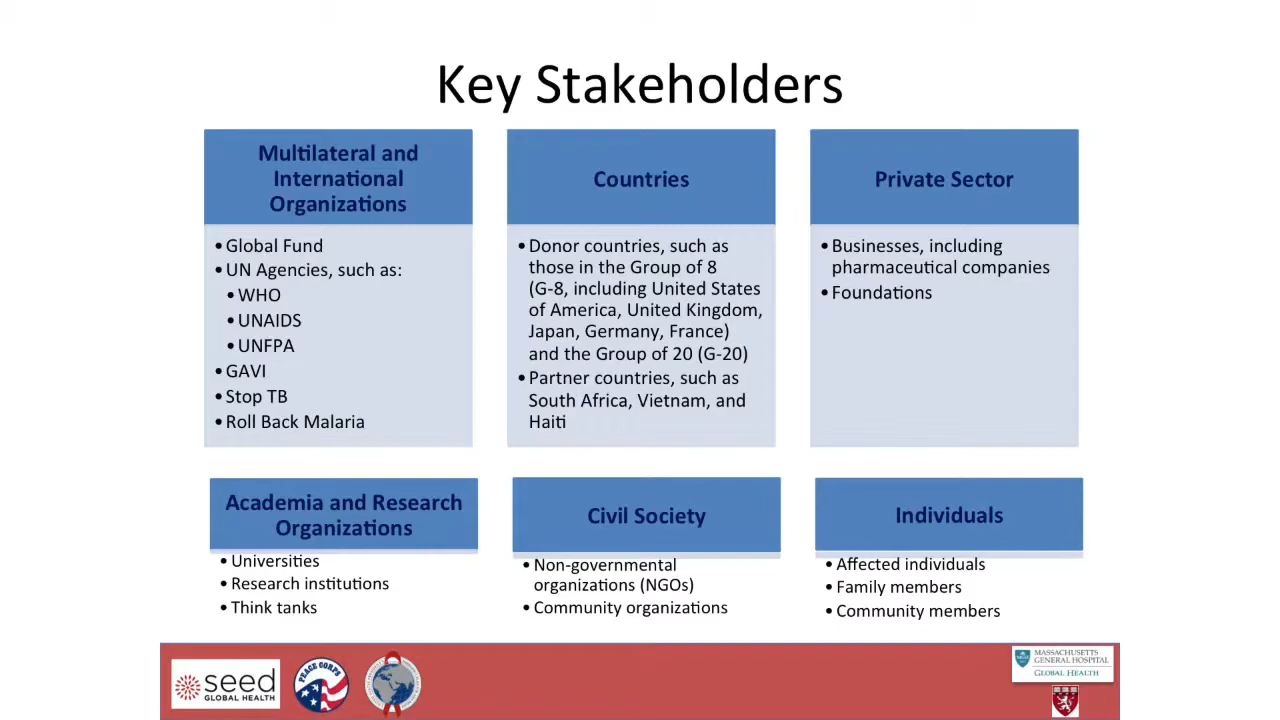 Key Stakeholders
Multilateral and
International
Organizations
• Global Fund
• UN Agencies, such as:
• WHO
• UNAIDS
• UNFPA
• GAVI
• Stop TB
• Roll Back Malaria
Countries
• Donor countries, such as
those in the Group of 8
(G-8, including United States
of America, United Kingdom,
Japan, Germany, France)
and the Group of 20 (G-20)
• Partner countries, such as
South Africa, Vietnam, and
Haiti
Private Sector
• Businesses, including
pharmaceutical companies
• Foundations
Academia and Research
Organizations
• Universities
• Research institutions
• Think tanks
Civil Society
• Non-governmental
organizations (NGOs)
• Community organizations
Individuals
• Affected individuals
• Family members
• Community members
seed
GLOBAL HEALTH
PEACE CORPS
MASSACHUSETTS
GENERAL HOSPITAL
GLOBAL HEALTH